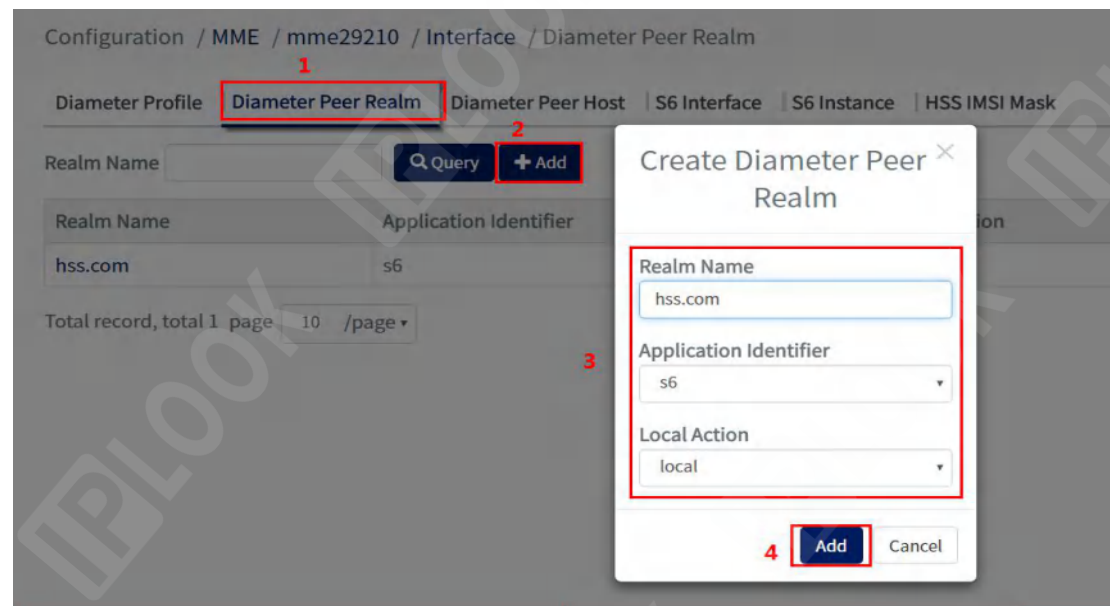 Configuration / MME / mme29210 / Interface / Diameter Peer Realm
1
Diameter Profile Diameter Peer Realm Diameter Peer Host S6 Interface S6 Instance HSS IMSI Mask
2
Realm Name Query + Add
Realm Name Application Identifier ion
hss.com s6
Total record, total 1 page 10 /page
Create Diameter Peer Realm ×
Realm Name
hss.com
Application Identifier
3
s6
Local Action
local
4 Add Cancel
IPLOOK